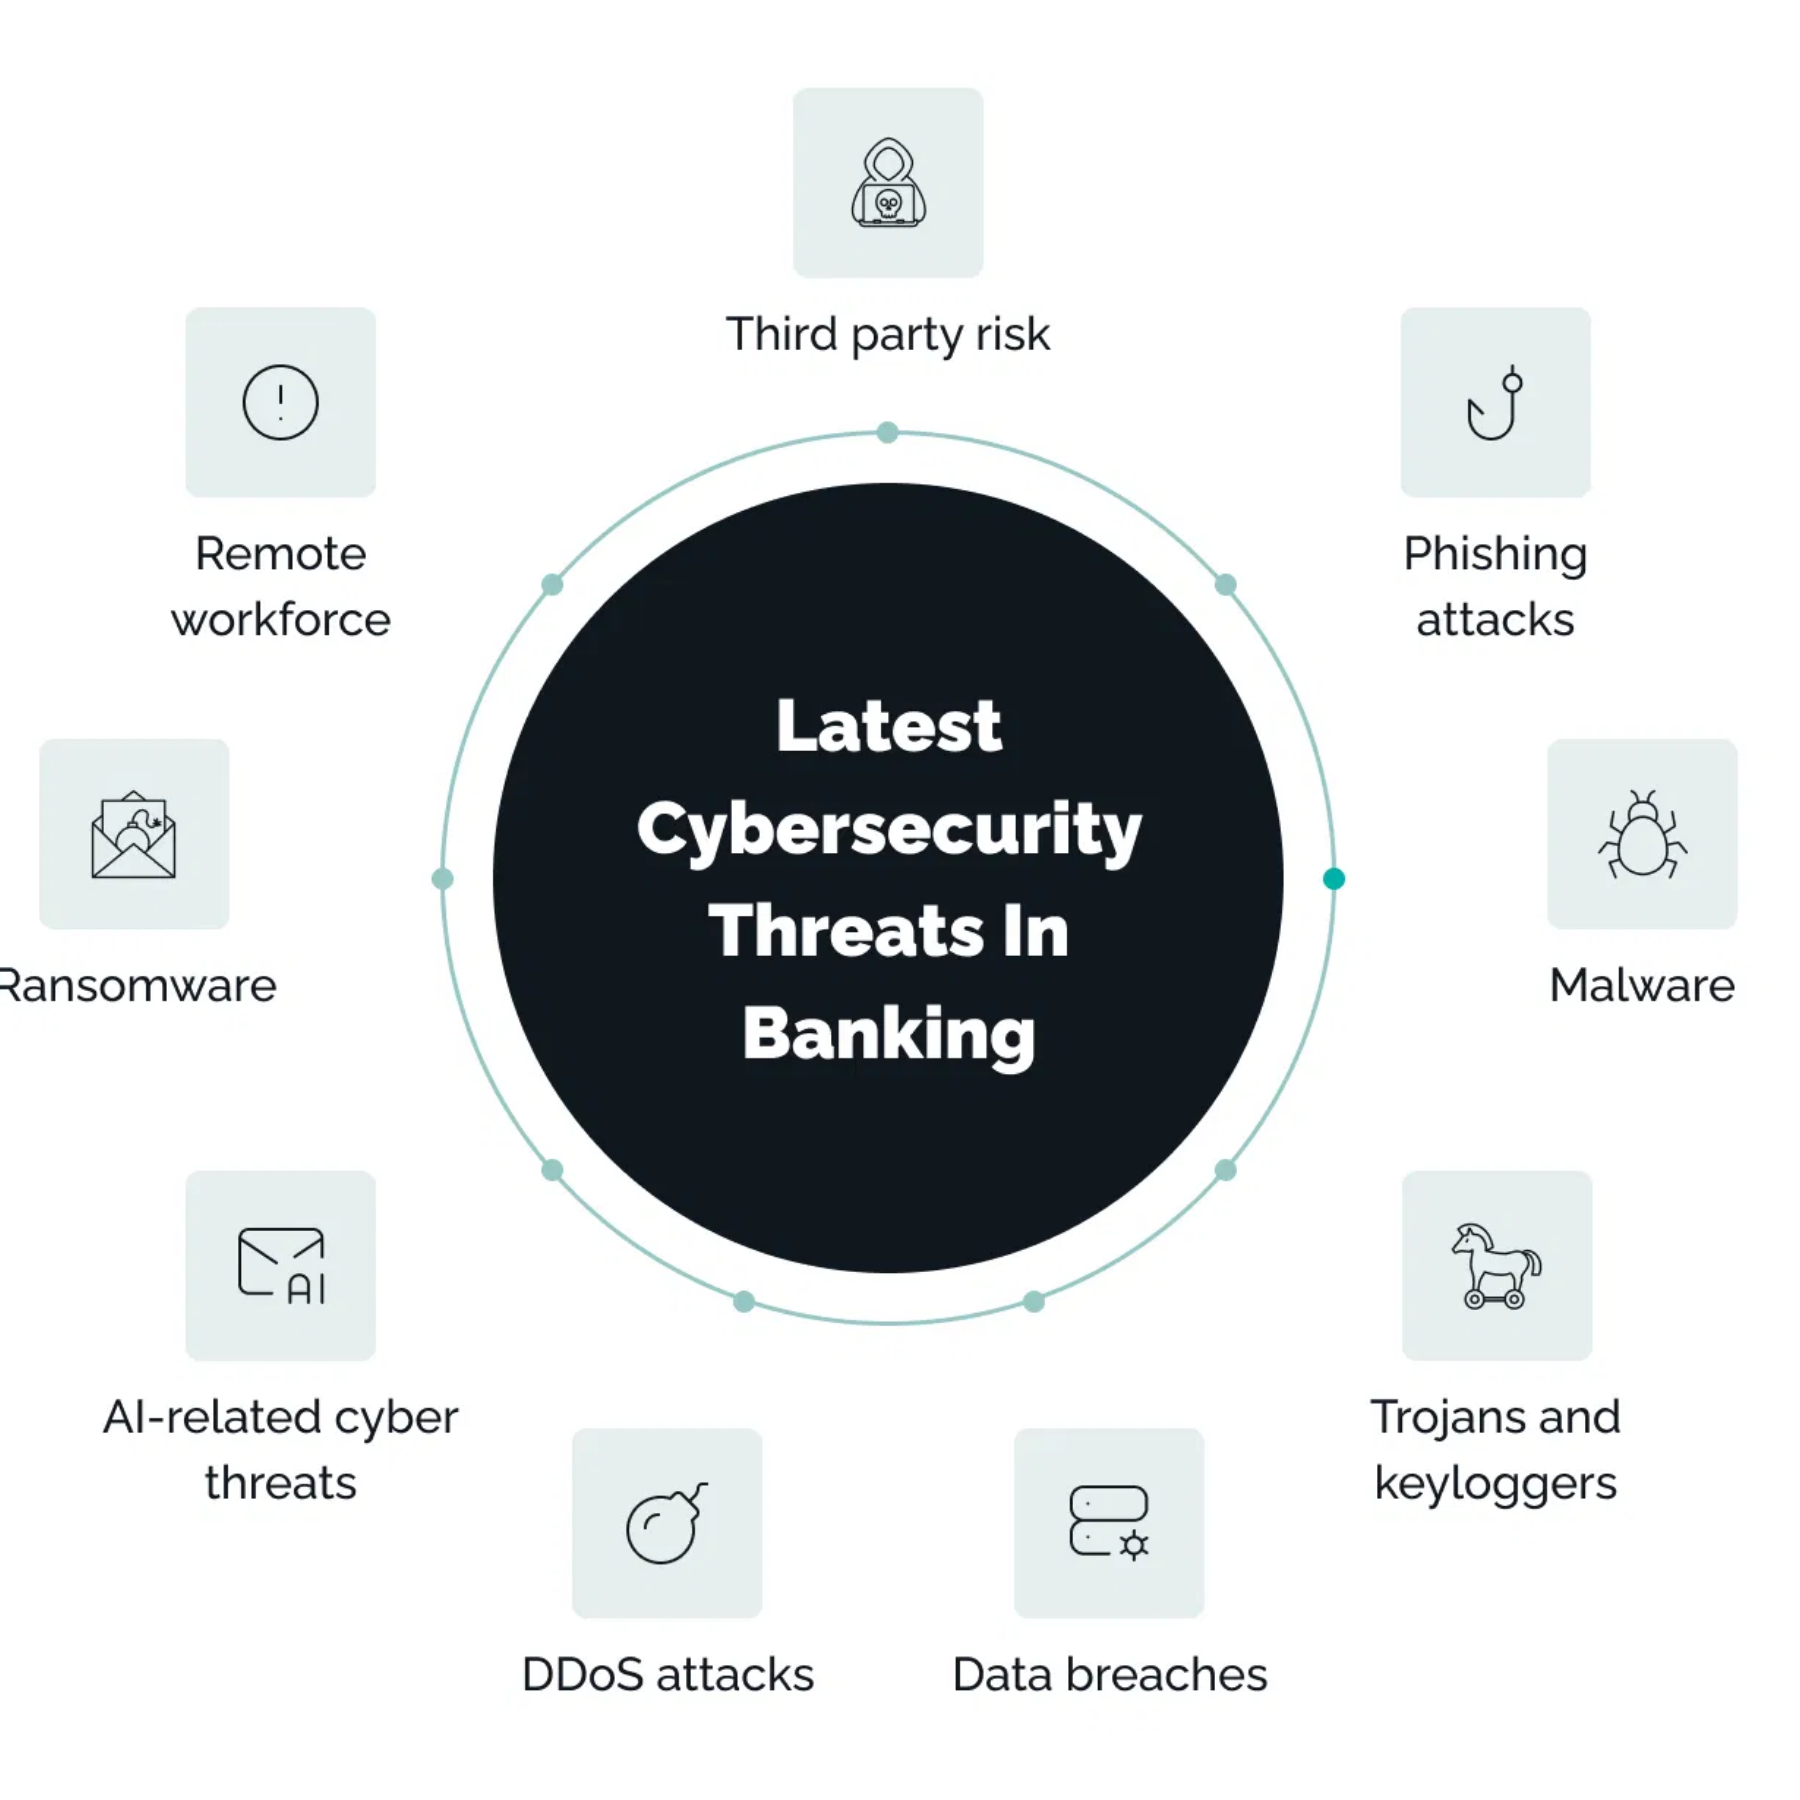 Third party risk
Remote
workforce
Phishing
attacks
Latest
Cybersecurity
Threats In
Banking
Ransomware
Malware
AI
AI-related cyber
threats
Trojans and
keyloggers
DDoS attacks
Data breaches